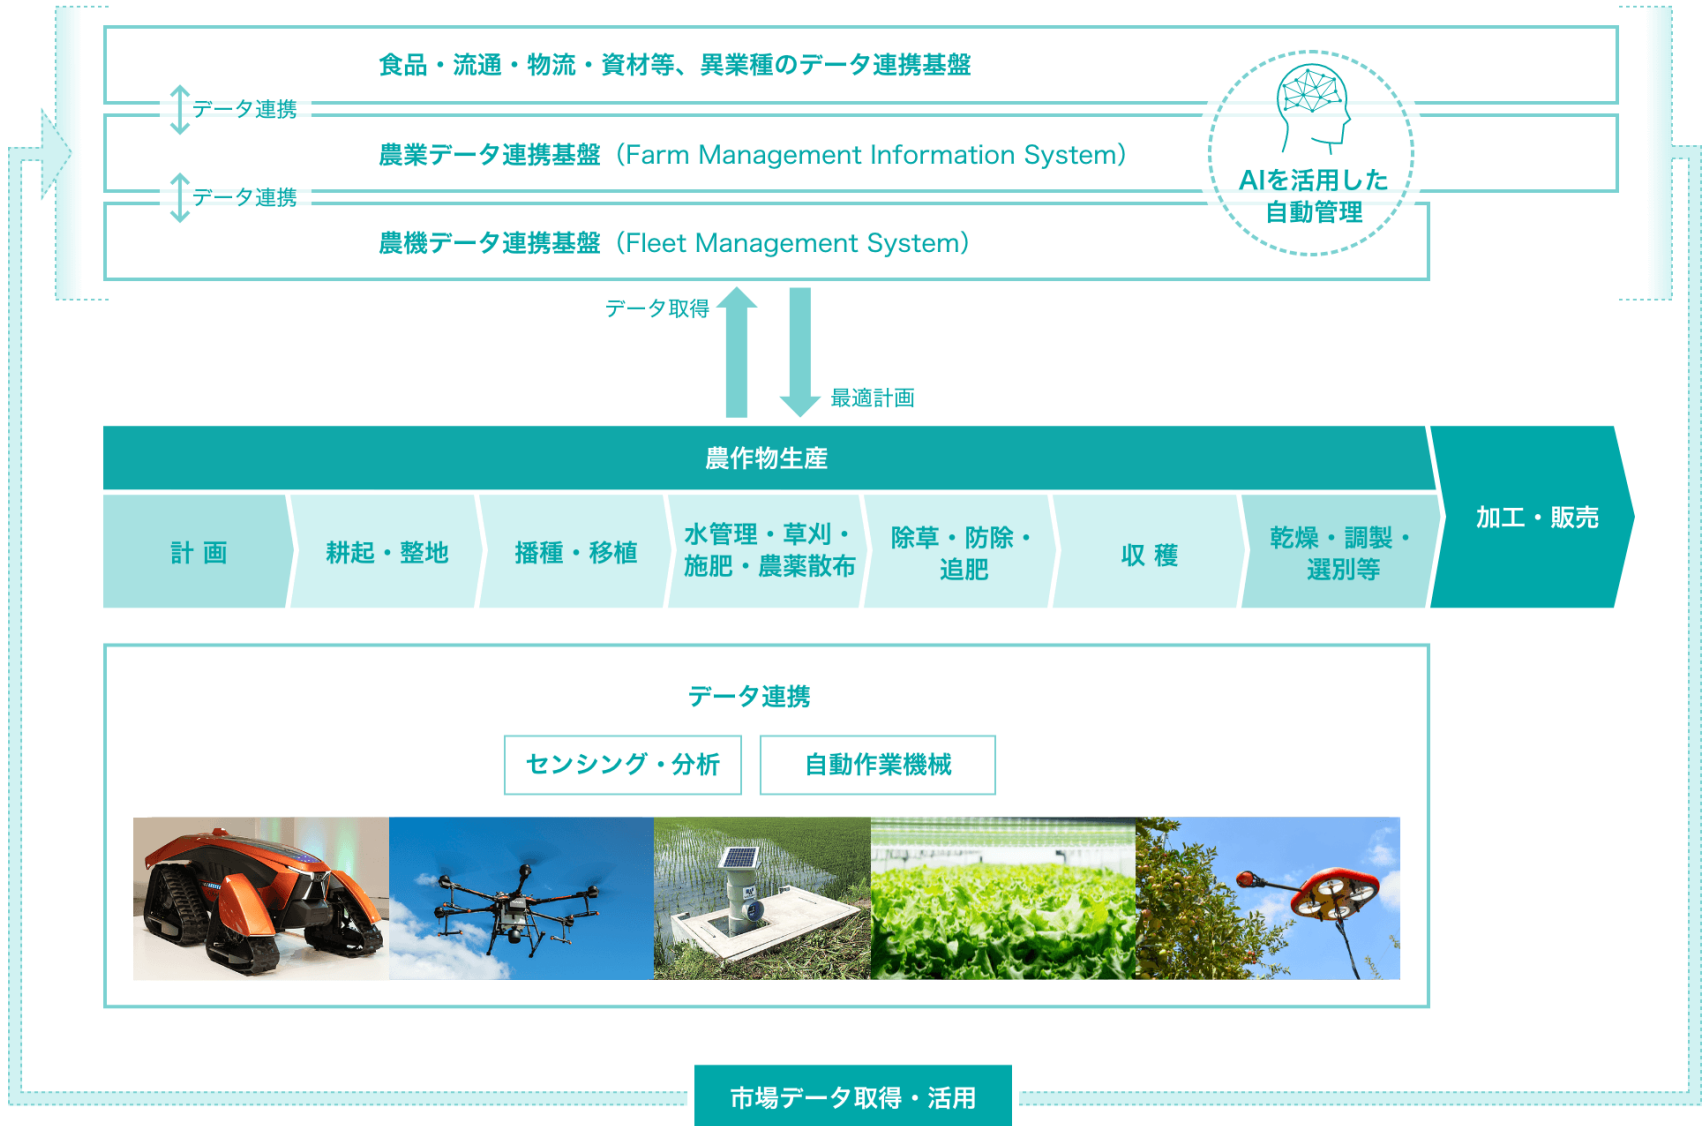 食品・流通・物流・資材等、異業種のデータ連携基盤
データ連携
農業データ連携基盤（Farm Management Information System）
データ連携
農機データ連携基盤（Fleet Management System）
AIを活用した
自動管理
データ取得
最適計画
農作物生産
計 画
耕起・整地
播種・移植
水管理・草刈・
施肥・農薬散布
除草・防除・
追肥
収 穫
乾燥・調製・
選別等
加工・販売
データ連携
センシング・分析
自動作業機械
市場データ取得・活用